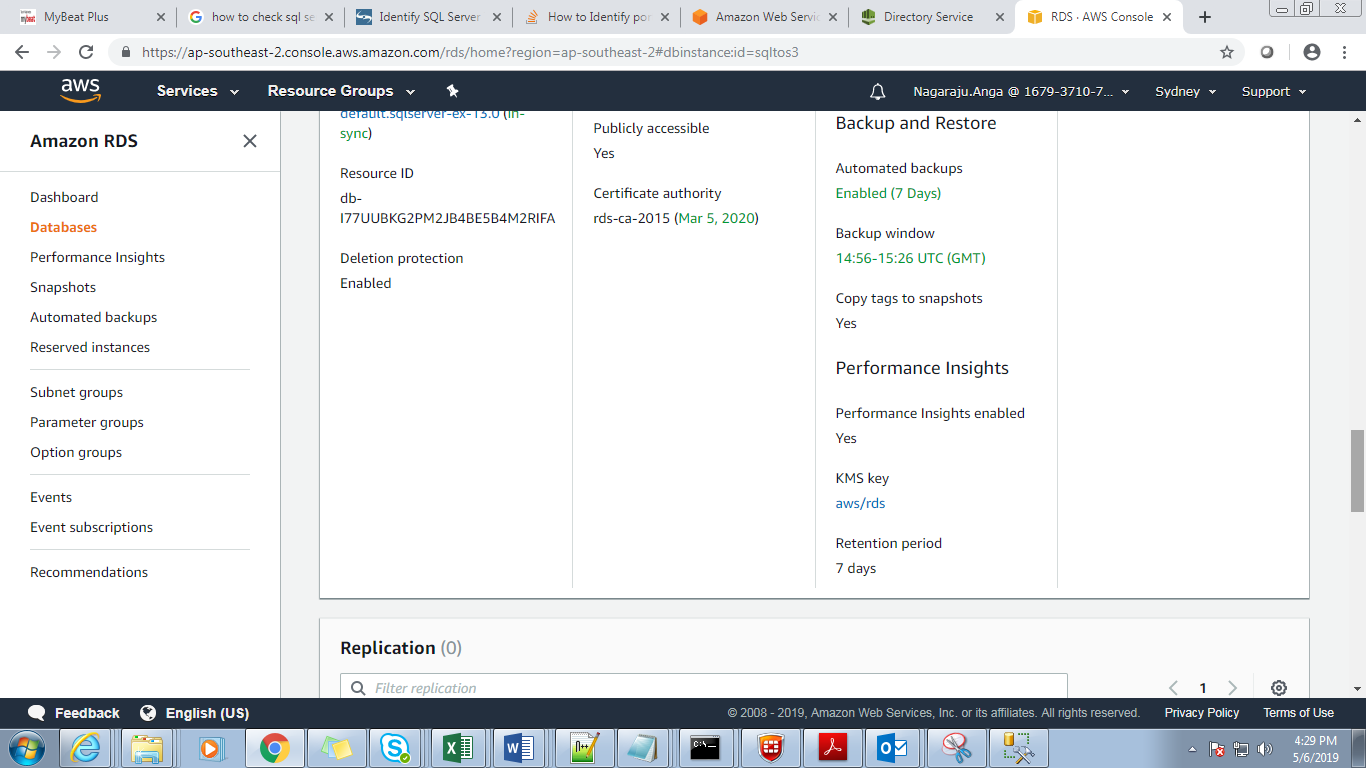 MyBeat Plus
how to check sql se
Identify SQL Server
How to Identify por
Amazon Web Servic
Directory Service
RDS · AWS Console
https://ap-southeast-2.console.aws.amazon.com/rds/home?region=ap-southeast-2#dbinstance:id=sqltos3
aws
Services
Resource Groups
Nagaraju.Anga @ 1679-3710-7...
Sydney
Support
Amazon RDS
Dashboard
Databases
Performance Insights
Snapshots
Automated backups
Reserved instances
Subnet groups
Parameter groups
Option groups
Events
Event subscriptions
Recommendations
default.sqlserver-ex-13.0 (in-
sync)
Resource ID
db-
I77UUBKG2PM2JB4BE5B4M2RIFA
Deletion protection
Enabled
Publicly accessible
Yes
Certificate authority
rds-ca-2015 (Mar 5, 2020)
Backup and Restore
Automated backups
Enabled (7 Days)
Backup window
14:56-15:26 UTC (GMT)
Copy tags to snapshots
Yes
Performance Insights
Performance Insights enabled
Yes
KMS key
aws/rds
Retention period
7 days
Replication (0)
Filter replication
1
Feedback
English (US)
© 2008 - 2019, Amazon Web Services, Inc. or its affiliates. All rights reserved.
Privacy Policy
Terms of Use
4:29 PM
5/6/2019